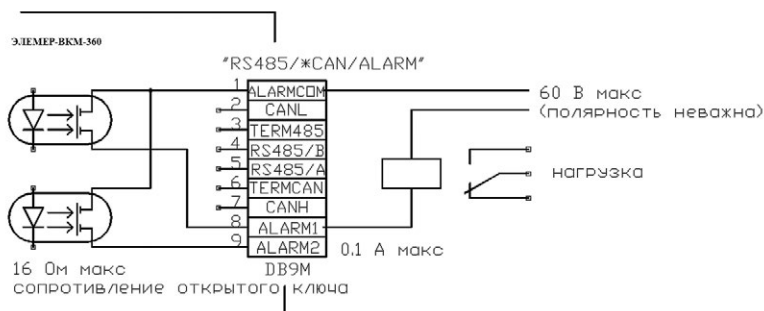 ЭЛЕМЕР-ВКМ-360
"RS485/*CAN/ALARM"
1 ALARMCOM
2 CANL
3 TERM485
4 RS485/B
5 RS485/A
6 TERMCAN
7 CANH
8 ALARM1
9 ALARM2
DB9M
60 В макс
(полярность неважна)
нагрузка
0.1 А макс
16 Ом макс
сопротивление открытого ключа